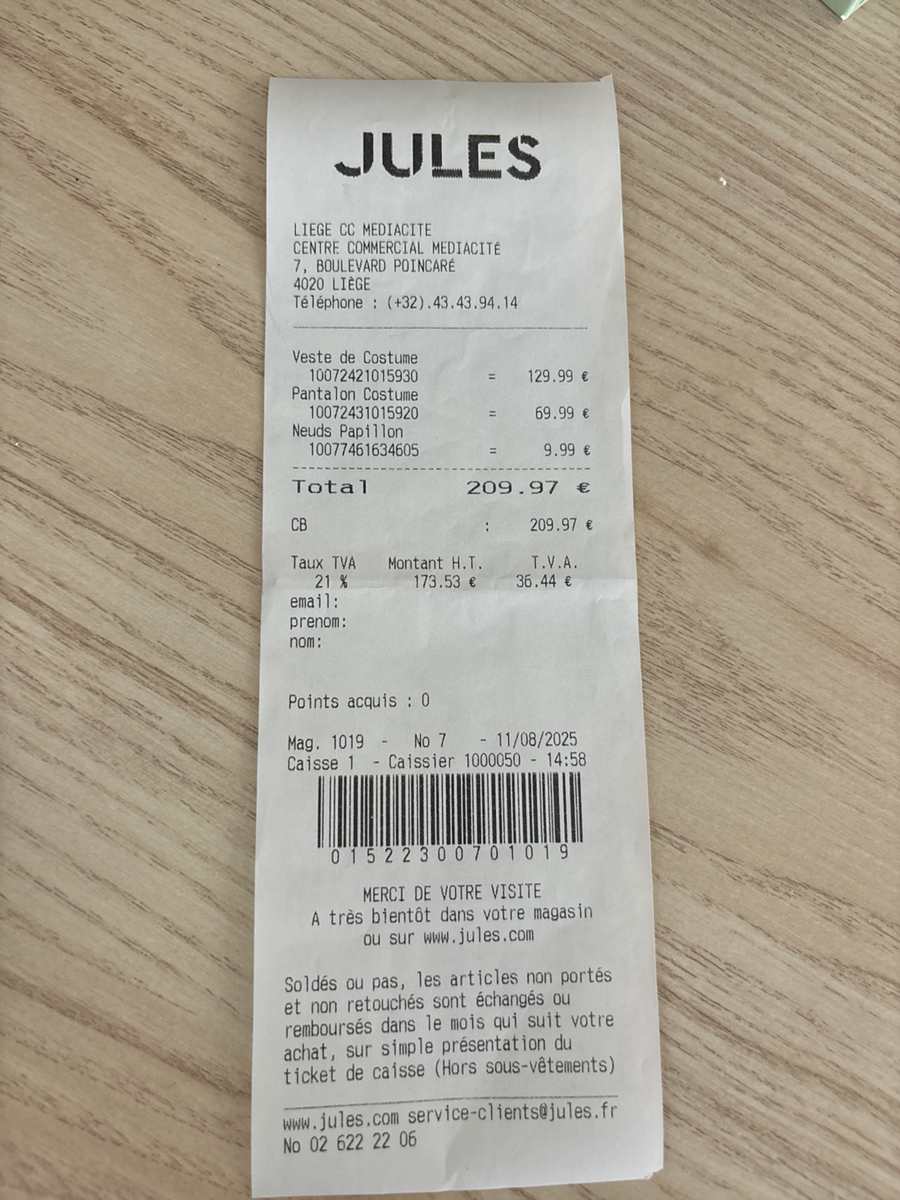 JULES
LIEGE CC MEDIACITE
CENTRE COMMERCIAL MEDIACITÉ
7, BOULEVARD POINCARÉ
4020 LIÈGE
Téléphone : (+32).43.43.94.14
Veste de Costume
10072421015930 = 129.99 €
Pantalon Costume
10072431015920 = 69.99 €
Neuds Papillon
10077461634605 = 9.99 €
Total 209.97 €
CB : 209.97 €
Taux TVA Montant H.T. T.V.A.
21 % 173.53 € 36.44 €
email:
prenom:
nom:
Points acquis : 0
Mag. 1019 - No 7 - 11/08/2025
Caisse 1 - Caissier 1000050 - 14:58
01522300701019
MERCI DE VOTRE VISITE
A très bientôt dans votre magasin
ou sur www.jules.com
Soldés ou pas, les articles non portés
et non retouchés sont échangés ou
remboursés dans le mois qui suit votre
achat, sur simple présentation du
ticket de caisse (Hors sous-vêtements)
www.jules.com service-clients@jules.fr
No 02 622 22 06